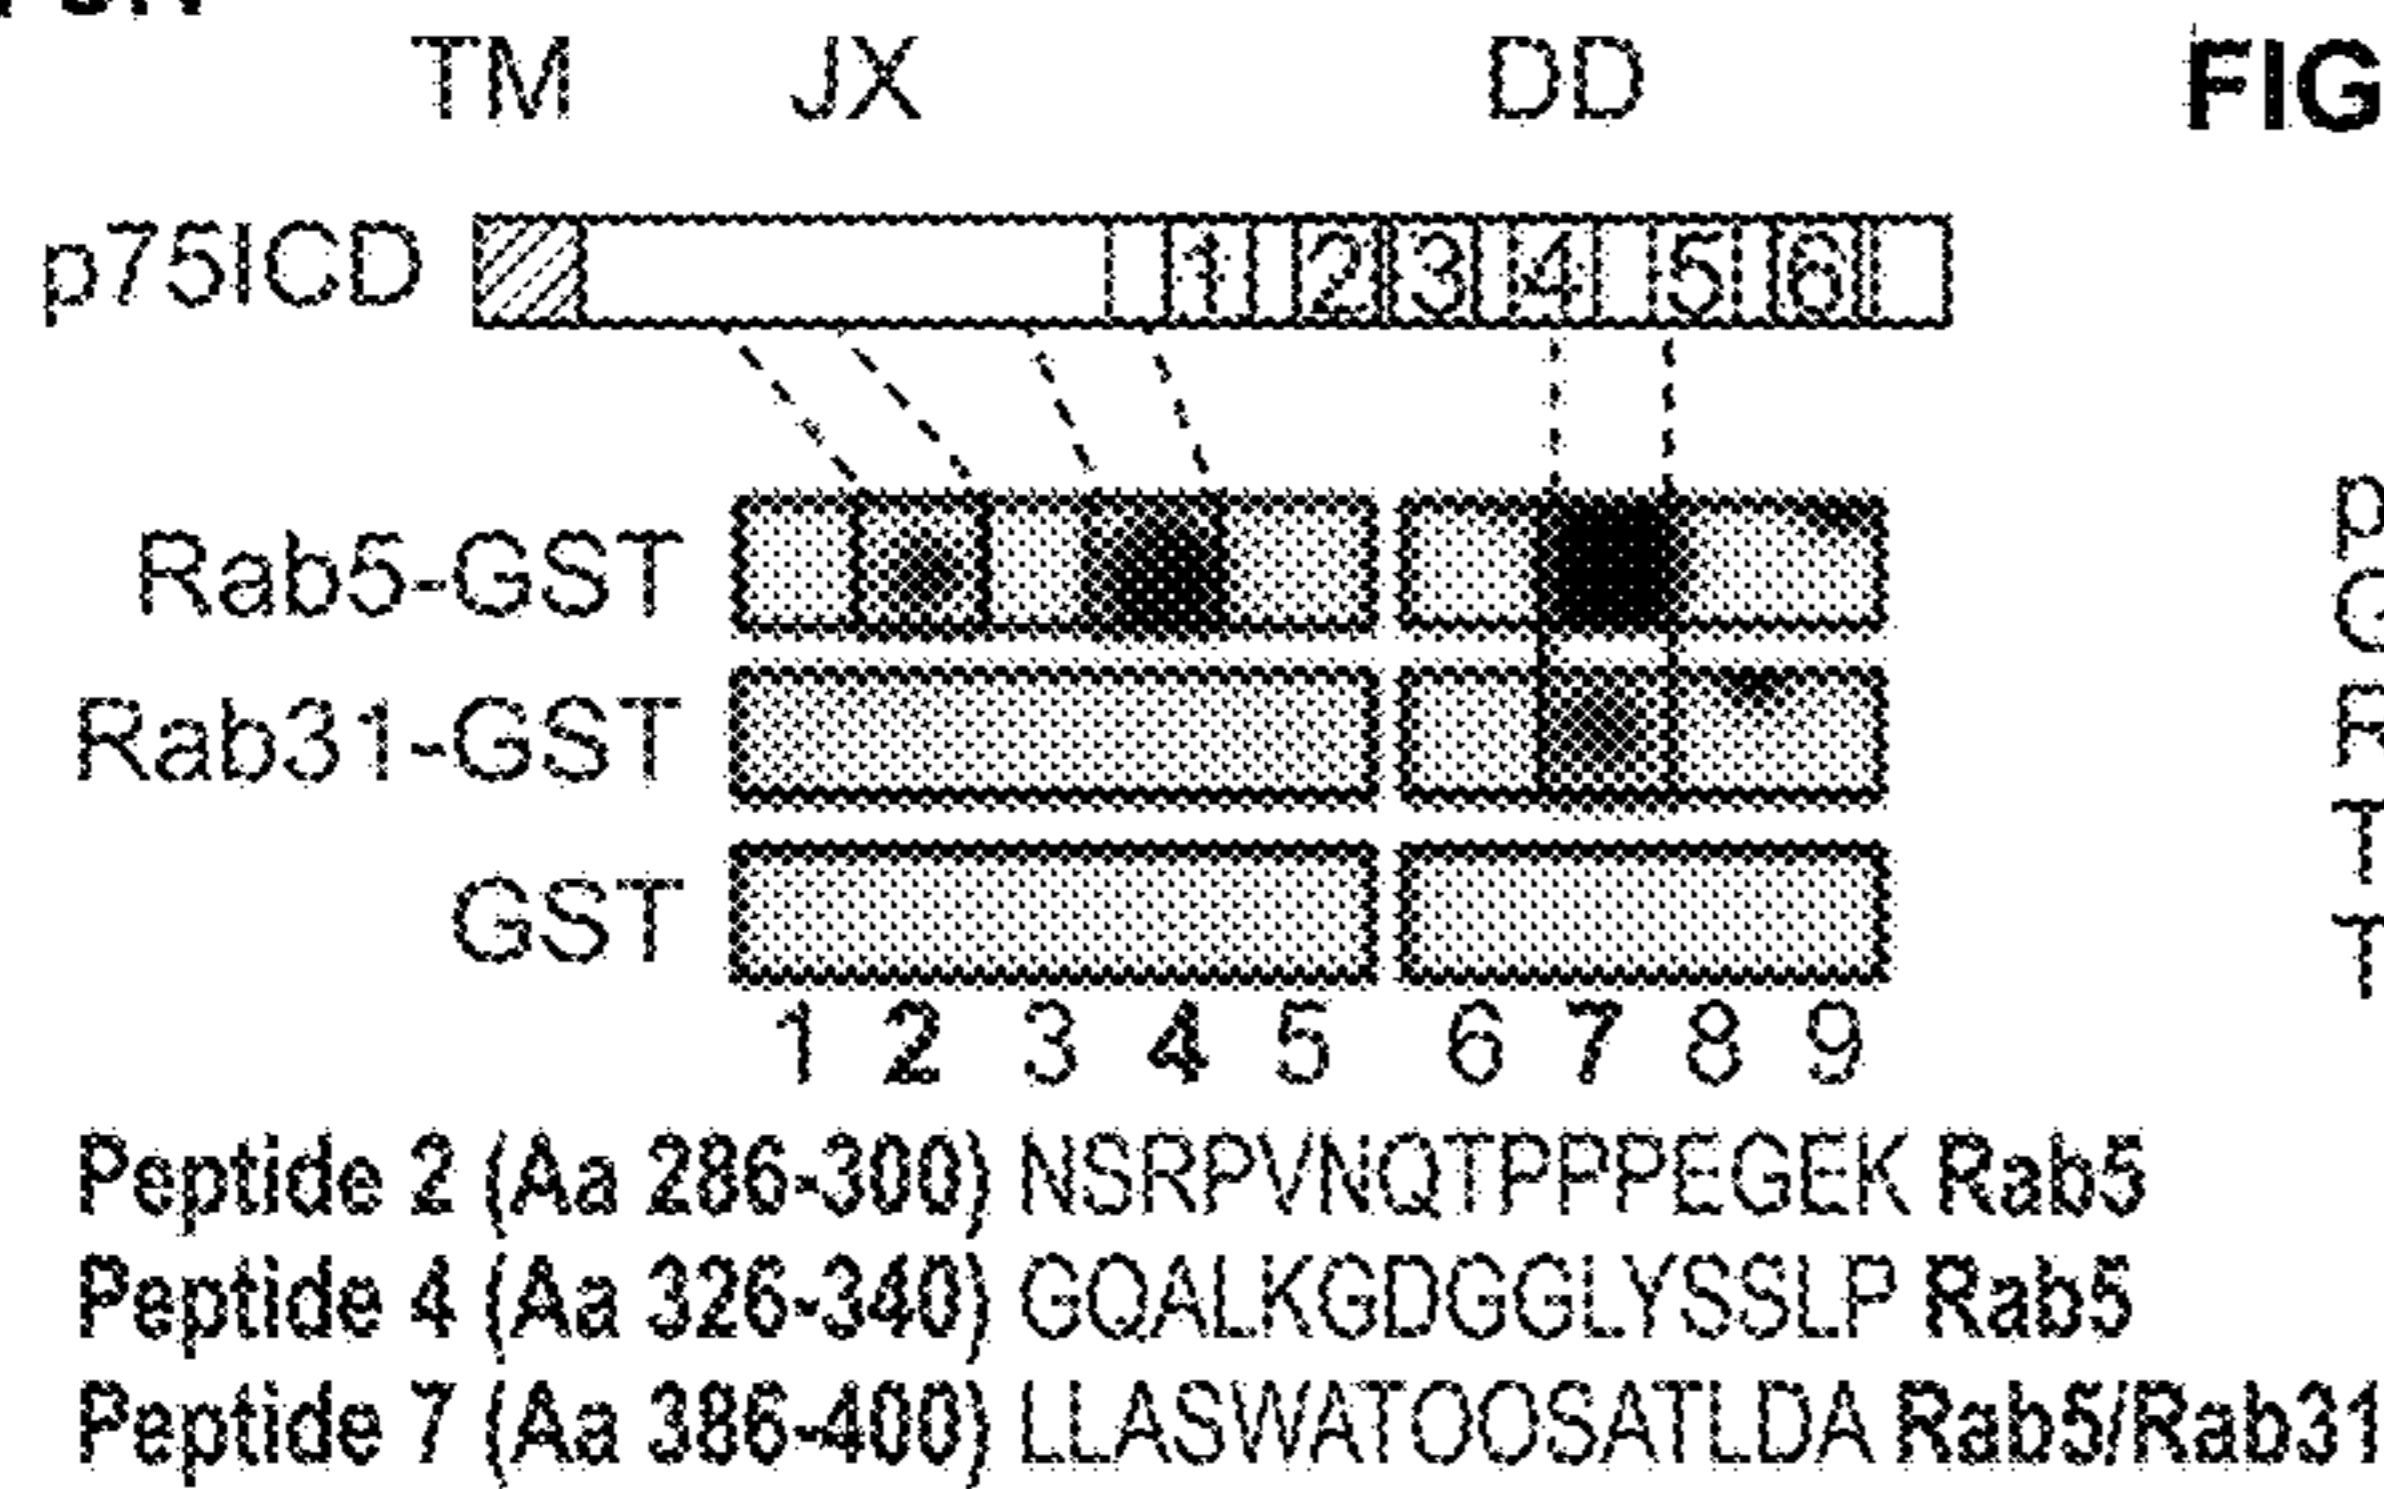 TM JX DD
FIG
p75ICD 1 2 3 4 5 6
Rab5-GST
Rab31-GST
GST
1 2 3 4 5 6 7 8 9
Peptide 2 (Aa 286-300) NSRPVNQTPPPEGEK Rab5
Peptide 4 (Aa 326-340) GQALKGDGGLYSSLP Rab5
Peptide 7 (Aa 386-400) LLASWATOOSATLDA Rab5/Rab31